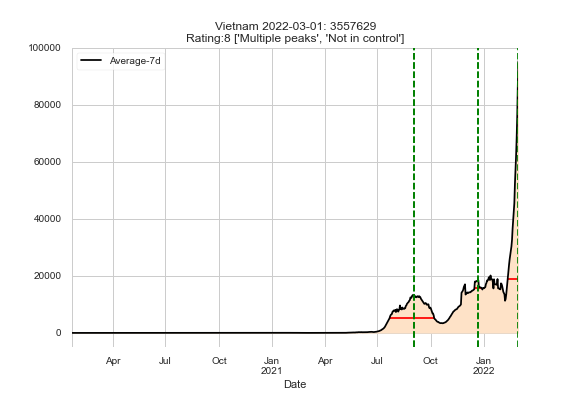 Vietnam 2022-03-01: 3557629
Rating:8 ['Multiple peaks', 'Not in control']
Average-7d
100000
80000
60000
40000
20000
0
Apr Jul Oct Jan Apr Jul Oct Jan
2021 2022
Date